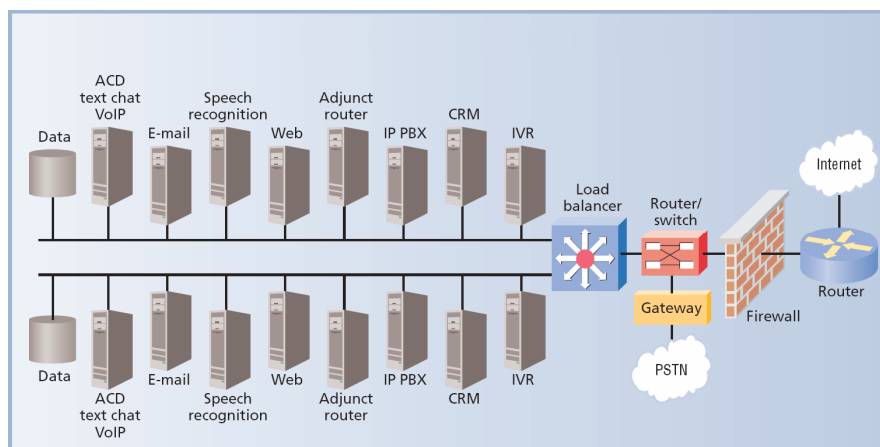 ACD
text chat
VoIP
Speech
recognition
Adjunct
router
CRM
Data
E-mail
Web
IP PBX
IVR
Internet
Load
balancer
Router/
switch
Gateway
Firewall
Router
PSTN
Data
E-mail
Web
IP PBX
IVR
ACD
text chat
VoIP
Speech
recognition
Adjunct
router
CRM